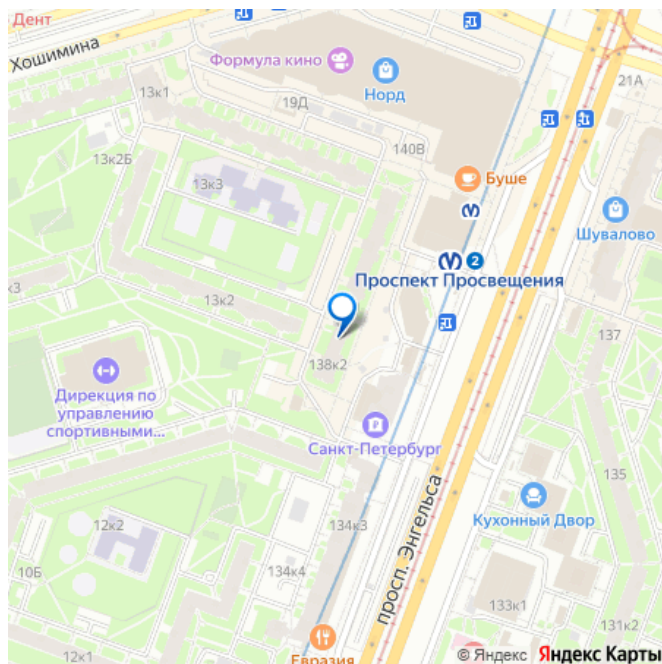 Дент
Хошимина
Формула кино
Норд
21А
13к1
19Д
140В
13к2Б
Буше
13к3
Шувалово
2
Проспект Просвещения
к3
13к2
137
138к2
Дирекция по
управлению
спортивными...
Санкт-Петербург
135
просп. Энгельса
Кухонный Двор
12к2
134к3
10Б
134к4
133к1
131к2
12к1
Евразия
© Яндекс Яндекс Карты